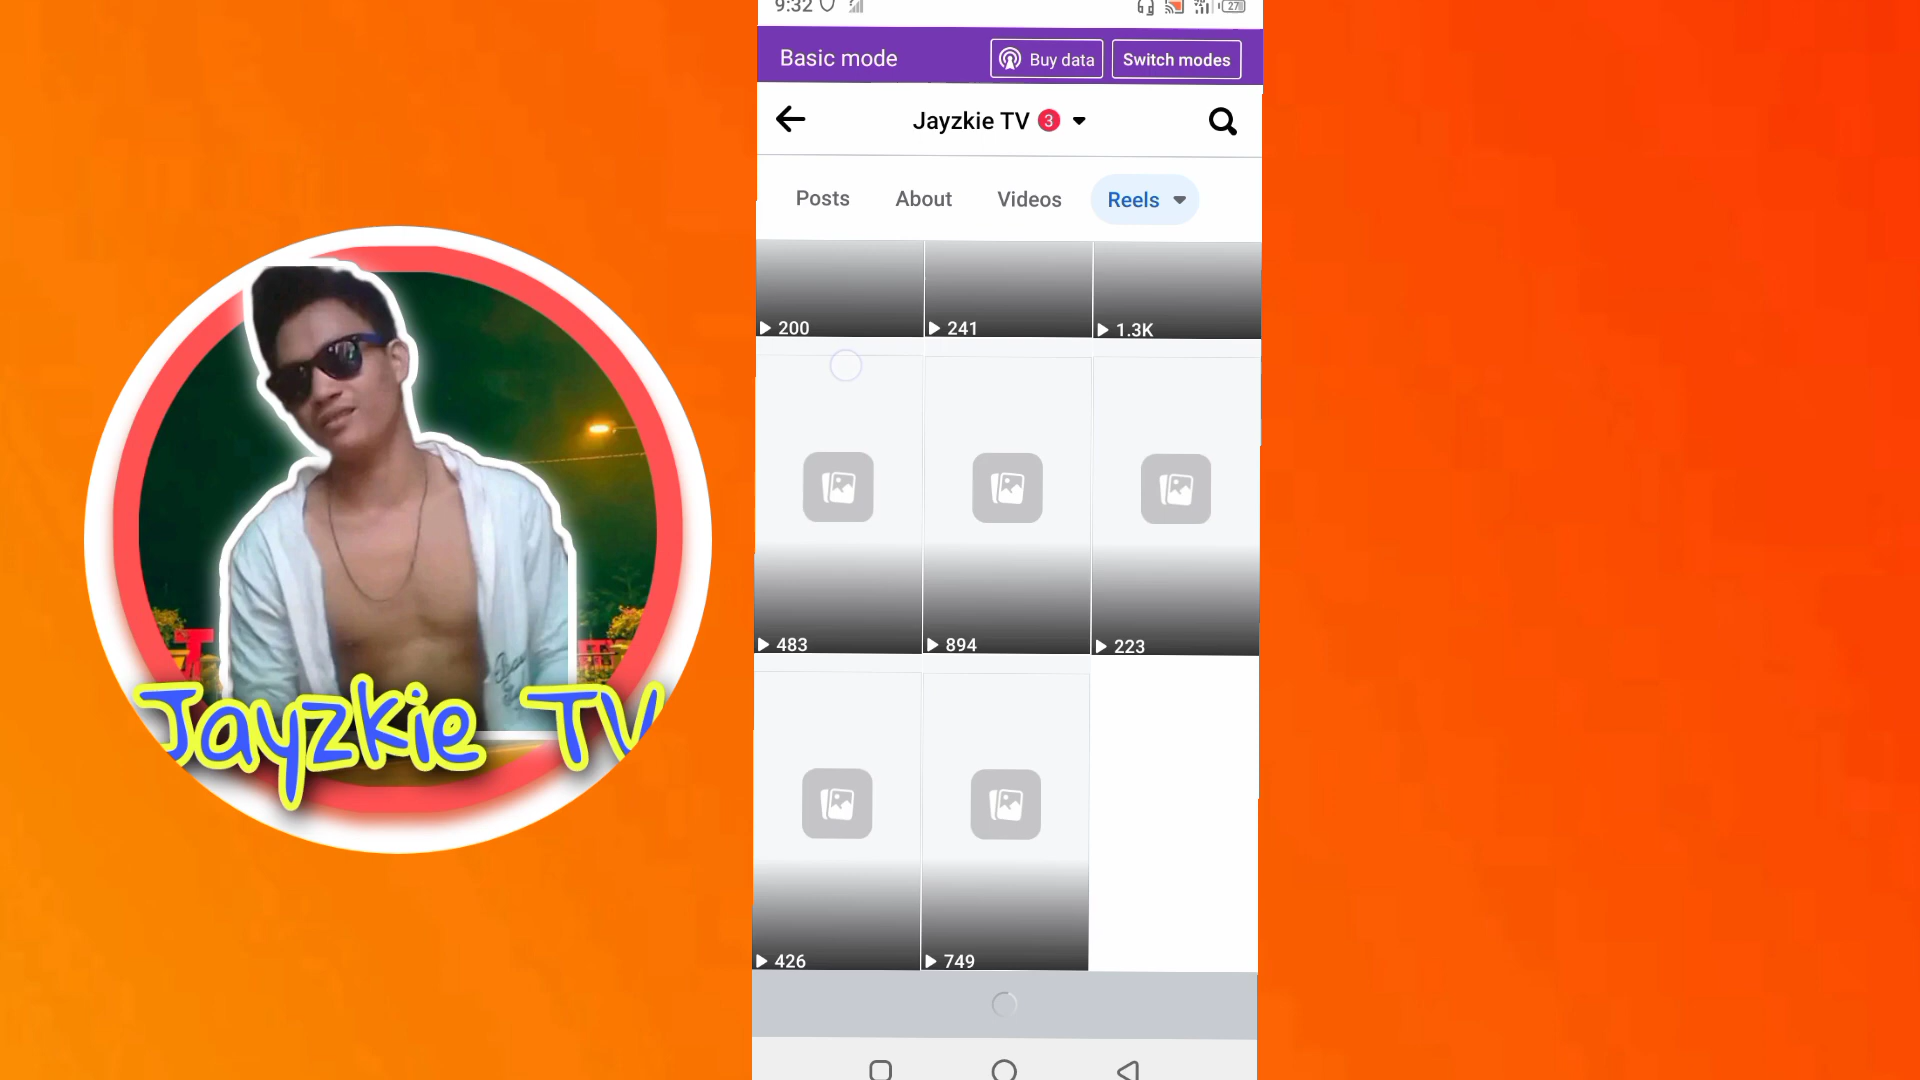 9:32
27
Basic mode
Buy data
Switch modes
Jayzkie TV 3
Posts
About
Videos
Reels
200
241
1.3K
483
894
223
426
749
Jayzkie TV